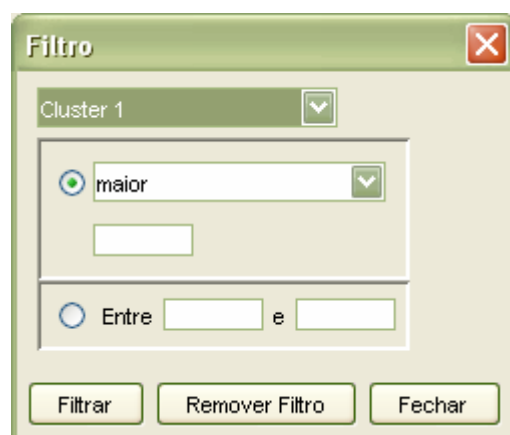 Filtro
Cluster 1
maior
Entre e
Filtrar Remover Filtro Fechar